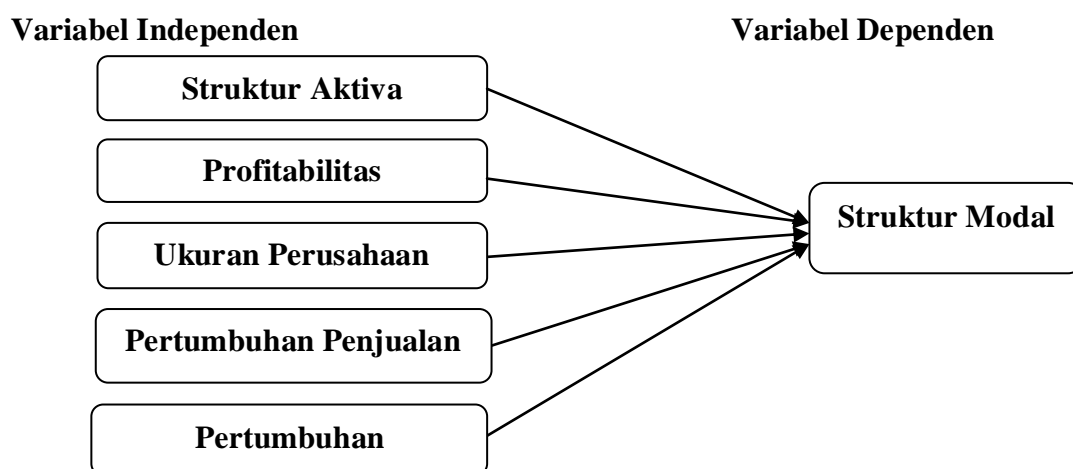 Variabel Independen
Variabel Dependen
Struktur Aktiva
Profitabilitas
Struktur Modal
Ukuran Perusahaan
Pertumbuhan Penjualan
Pertumbuhan